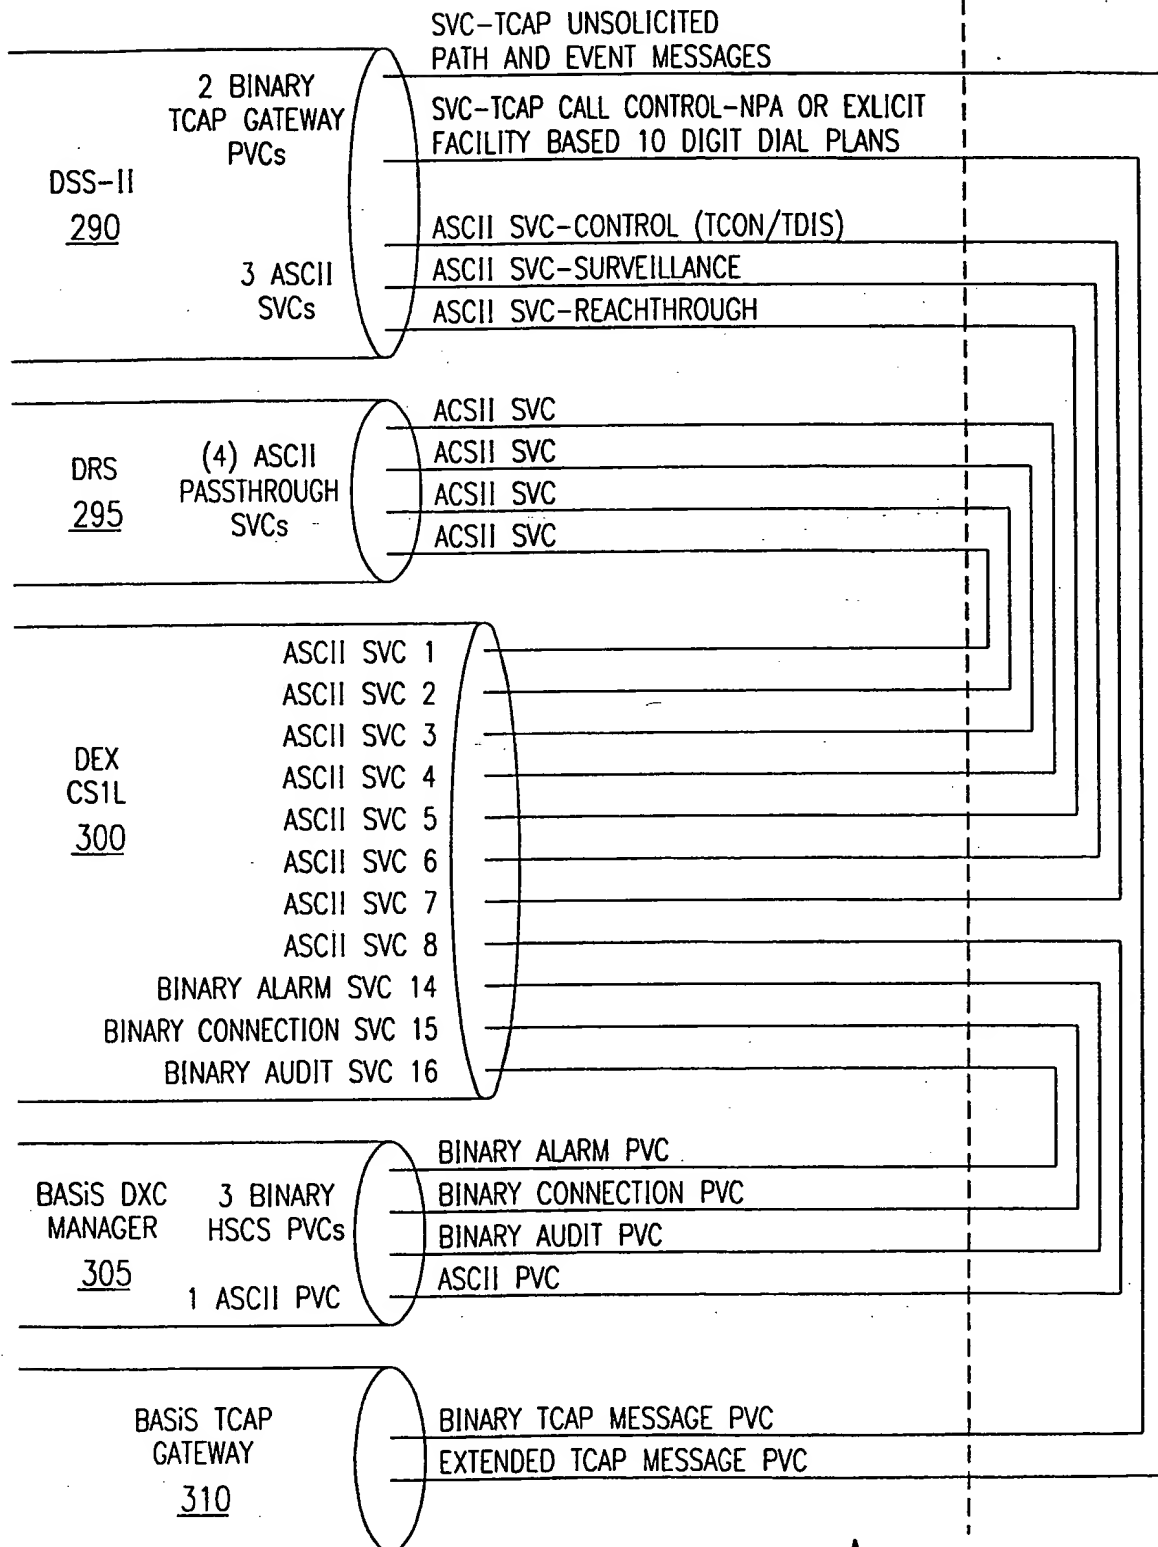 SVC-TCAP UNSOLICITED
PATH AND EVENT MESSAGES
2 BINARY
TCAP GATEWAY
PVCs
SVC-TCAP CALL CONTROL-NPA OR EXLICIT
FACILITY BASED 10 DIGIT DIAL PLANS
DSS-II
290
ASCII SVC-CONTROL (TCON/TDIS)
3 ASCII
SVCs
ASCII SVC-SURVEILLANCE
ASCII SVC-REACHTHROUGH
DRS
295
(4) ASCII
PASSTHROUGH
SVCs
ACSII SVC
ACSII SVC
ACSII SVC
ACSII SVC
DEX
CS1L
300
ASCII SVC 1
ASCII SVC 2
ASCII SVC 3
ASCII SVC 4
ASCII SVC 5
ASCII SVC 6
ASCII SVC 7
ASCII SVC 8
BINARY ALARM SVC 14
BINARY CONNECTION SVC 15
BINARY AUDIT SVC 16
BASiS DXC
MANAGER
305
3 BINARY
HSCS PVCs
1 ASCII PVC
BINARY ALARM PVC
BINARY CONNECTION PVC
BINARY AUDIT PVC
ASCII PVC
BASiS TCAP
GATEWAY
310
BINARY TCAP MESSAGE PVC
EXTENDED TCAP MESSAGE PVC